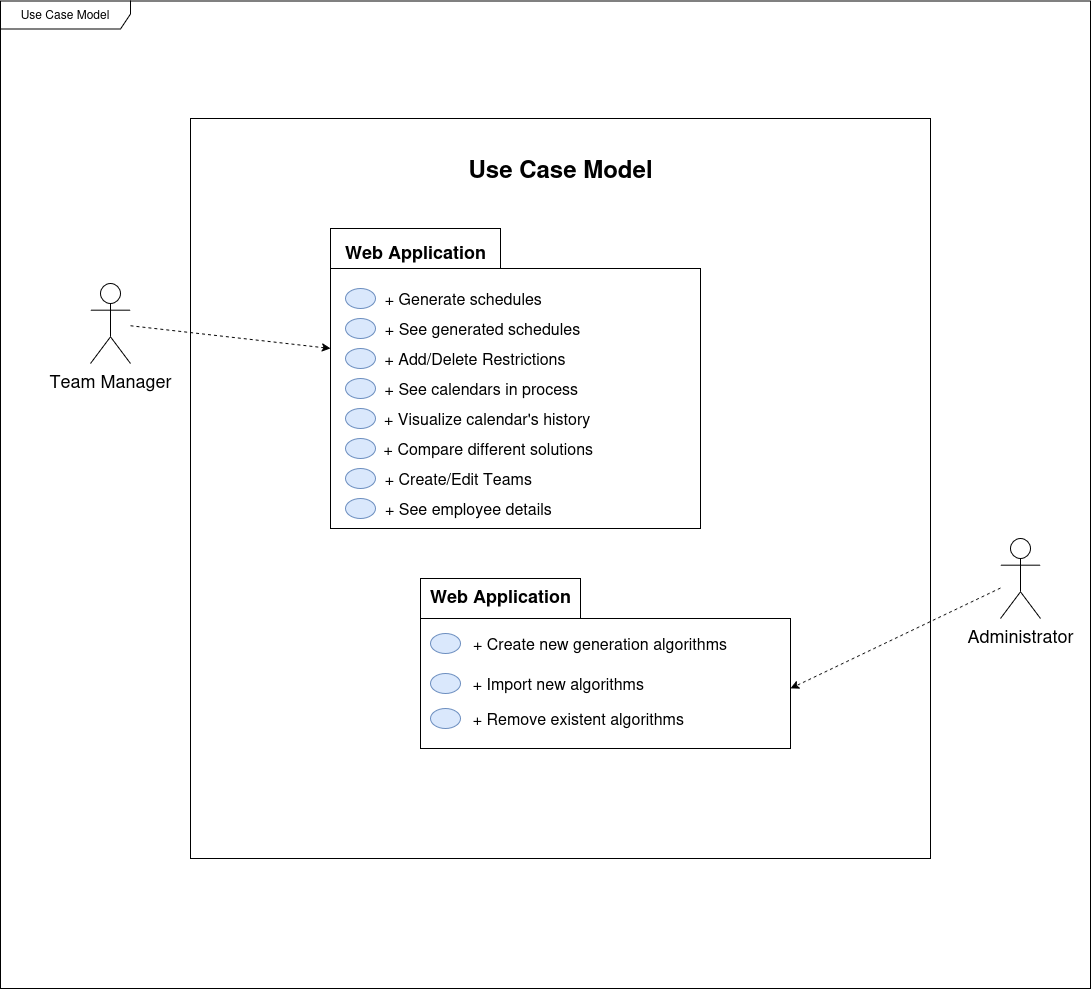 Use Case Model
Use Case Model
Web Application
+ Generate schedules
+ See generated schedules
+ Add/Delete Restrictions
+ See calendars in process
+ Visualize calendar's history
+ Compare different solutions
+ Create/Edit Teams
+ See employee details
Team Manager
Web Application
+ Create new generation algorithms
+ Import new algorithms
+ Remove existent algorithms
Administrator